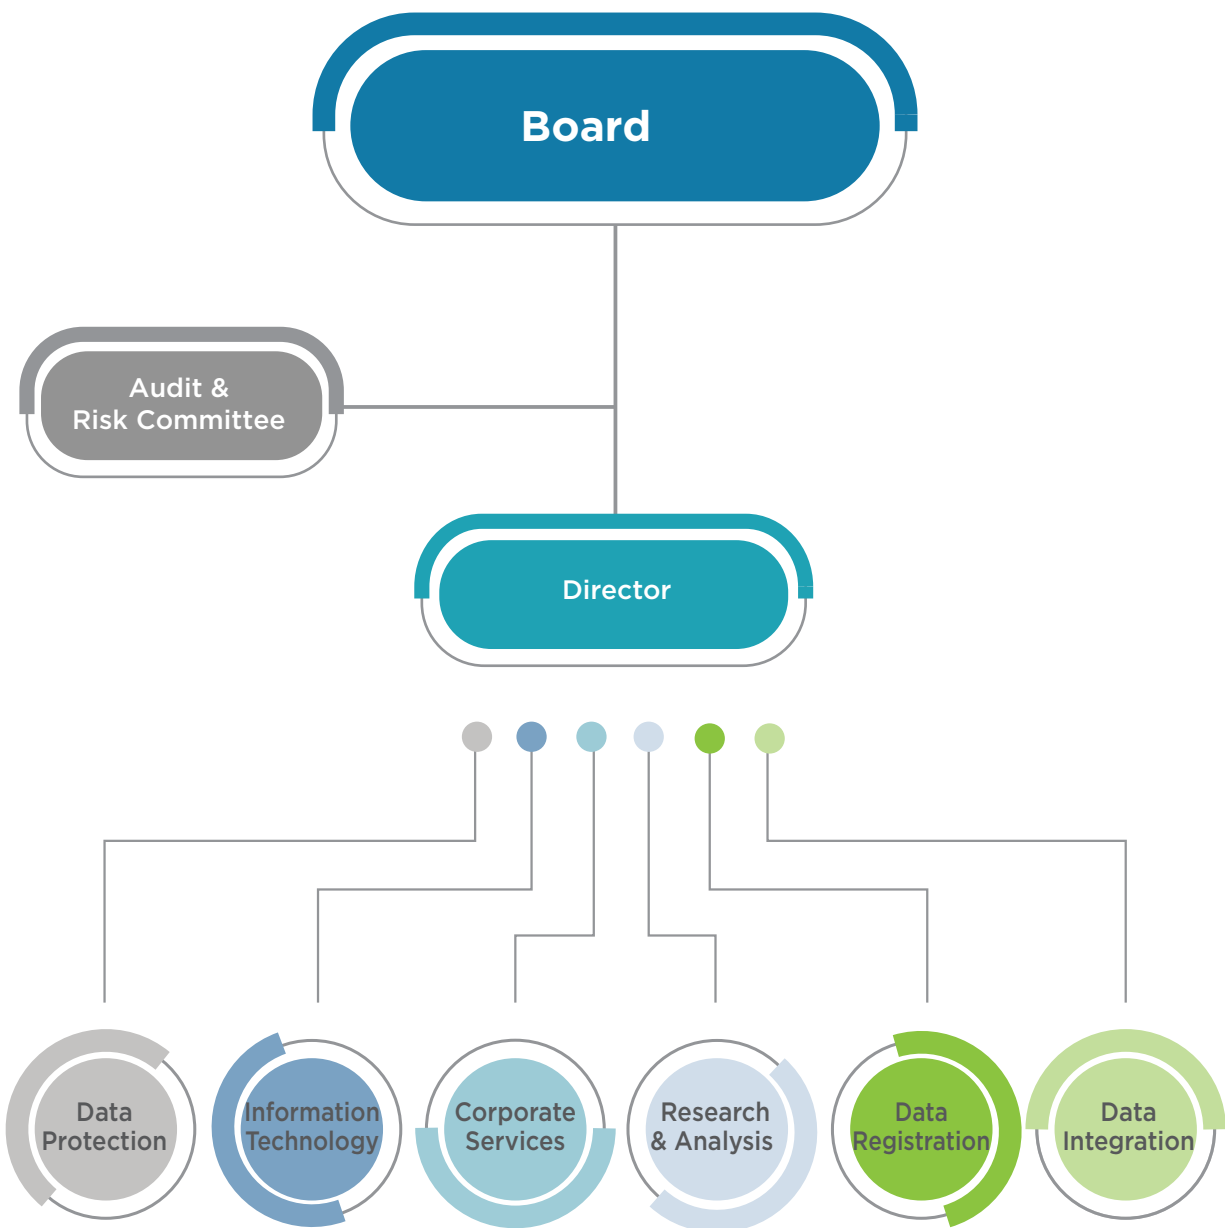 Board
Audit &
Risk Committee
Director
Data
Protection
Information
Technology
Corporate
Services
Research
& Analysis
Data
Registration
Data
Integration